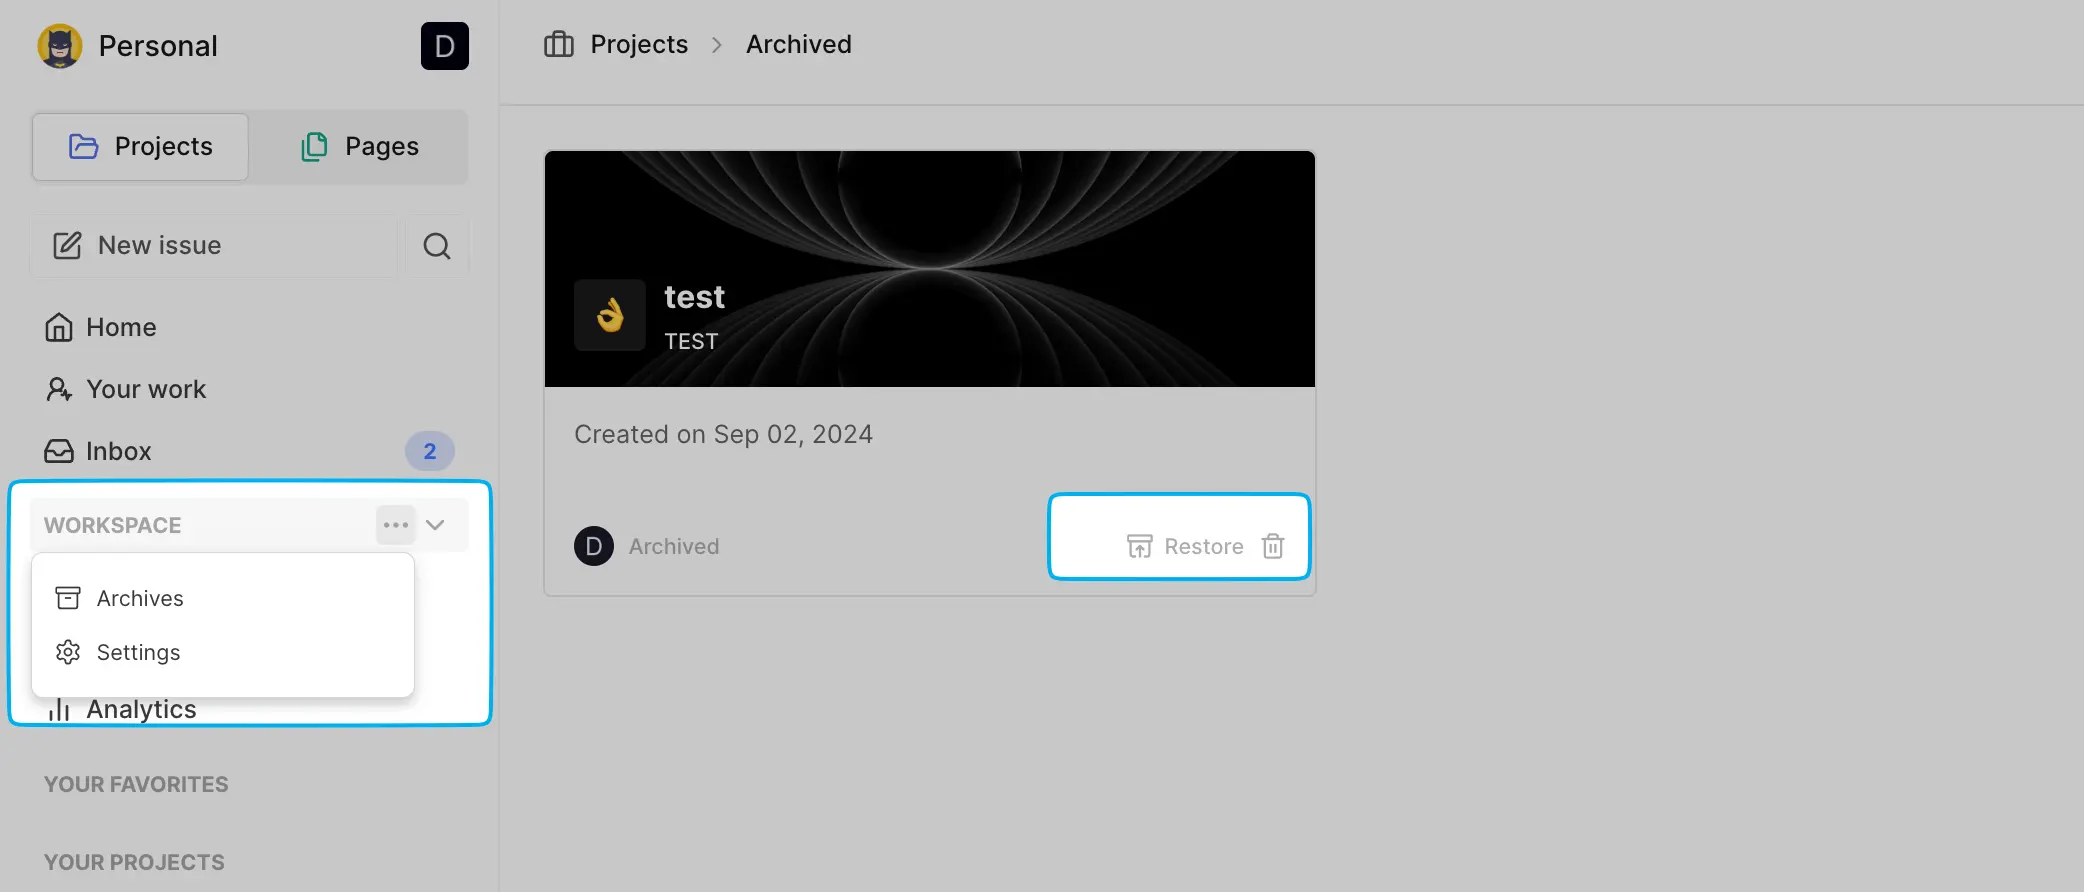 Personal
D
Projects
Pages
New issue
Home
Your work
Inbox
2
WORKSPACE
Archives
Settings
Analytics
YOUR FAVORITES
YOUR PROJECTS
Projects > Archived
test
TEST
Created on Sep 02, 2024
D Archived
Restore